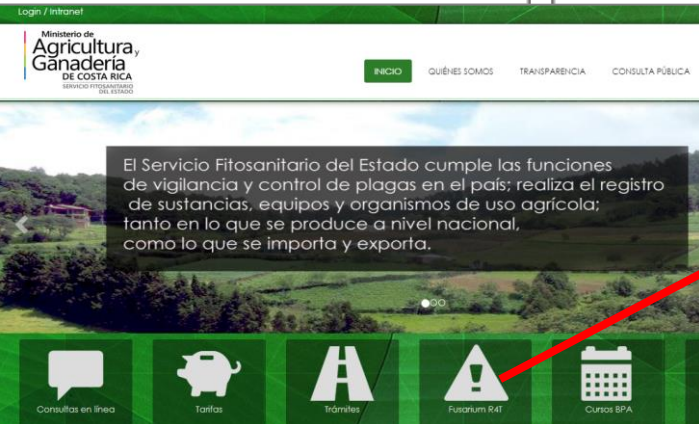 Login / Intranet
Ministerio de
Agricultura y
Ganadería
DE COSTA RICA
SERVICIO FITOSANITARIO
DEL ESTADO
INICIO QUIÉNES SOMOS TRANSPARENCIA CONSULTA PÚBLICA
El Servicio Fitosanitario del Estado cumple las funciones
de vigilancia y control de plagas en el país; realiza el registro
de sustancias, equipos y organismos de uso agrícola;
tanto en lo que se produce a nivel nacional,
como lo que se importa y exporta.
Consultas en línea Tarifas Trámites Fusarium R4T Cursos BPA